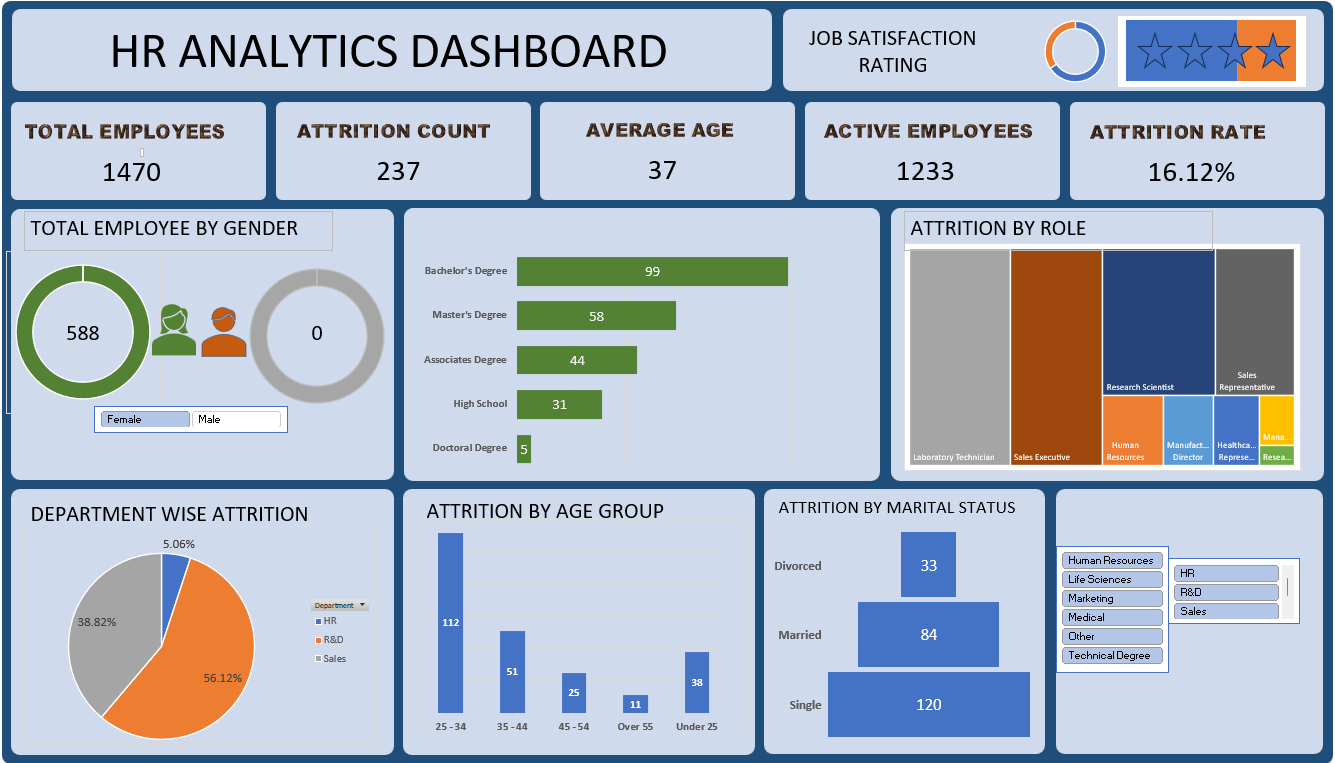 HR ANALYTICS DASHBOARD
JOB SATISFACTION
RATING
TOTAL EMPLOYEES
1470
ATTRITION COUNT
237
AVERAGE AGE
37
ACTIVE EMPLOYEES
1233
ATTRITION RATE
16.12%
TOTAL EMPLOYEE BY GENDER
588
0
Female
Male
Bachelor's Degree
99
Master's Degree
58
Associates Degree
44
High School
31
Doctoral Degree
5
ATTRITION BY ROLE
Laboratory Technician
Sales Executive
Research Scientist
Sales
Representative
Human
Resources
Manufact...
Director
Healthca...
Represe...
Mana...
Resea...
DEPARTMENT WISE ATTRITION
5.06%
38.82%
56.12%
Department
HR
R&D
Sales
ATTRITION BY AGE GROUP
112
51
25
11
38
25 - 34
35 - 44
45 - 54
Over 55
Under 25
ATTRITION BY MARITAL STATUS
Divorced
33
Married
84
Single
120
Human Resources
Life Sciences
Marketing
Medical
Other
Technical Degree
HR
R&D
Sales